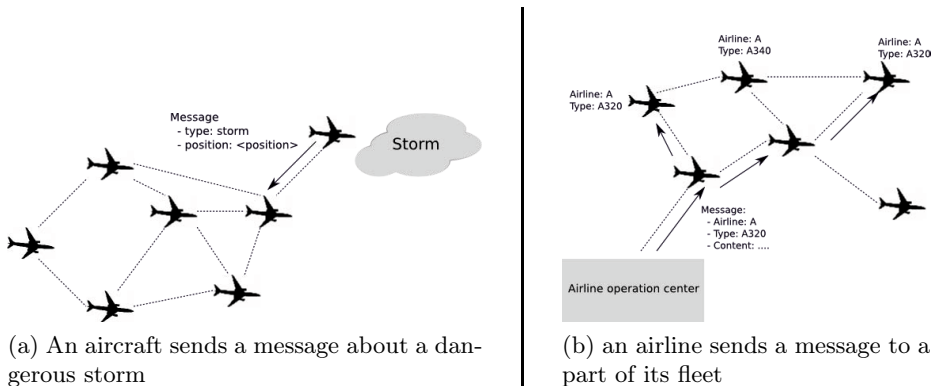 Message
- type: storm
- position: <position>
Storm
(a) An aircraft sends a message about a dan-
gerous storm
Airline: A
Type: A340
Airline: A
Type: A320
Airline: A
Type: A320
Message:
- Airline: A
- Type: A320
- Content: ....
Airline operation center
(b) an airline sends a message to a
part of its fleet